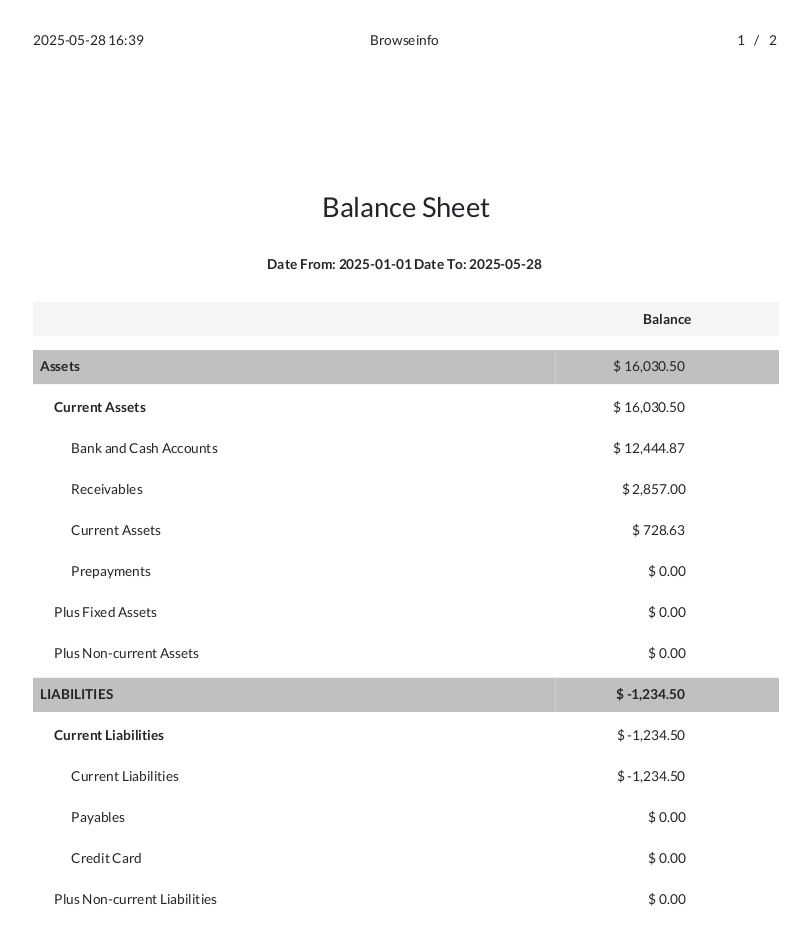 2025-05-28 16:39 Browseinfo 1 / 2
Balance Sheet
Date From: 2025-01-01 Date To: 2025-05-28
Balance
Assets $ 16,030.50
Current Assets $ 16,030.50
Bank and Cash Accounts $ 12,444.87
Receivables $ 2,857.00
Current Assets $ 728.63
Prepayments $ 0.00
Plus Fixed Assets $ 0.00
Plus Non-current Assets $ 0.00
LIABILITIES $ -1,234.50
Current Liabilities $ -1,234.50
Current Liabilities $ -1,234.50
Payables $ 0.00
Credit Card $ 0.00
Plus Non-current Liabilities $ 0.00